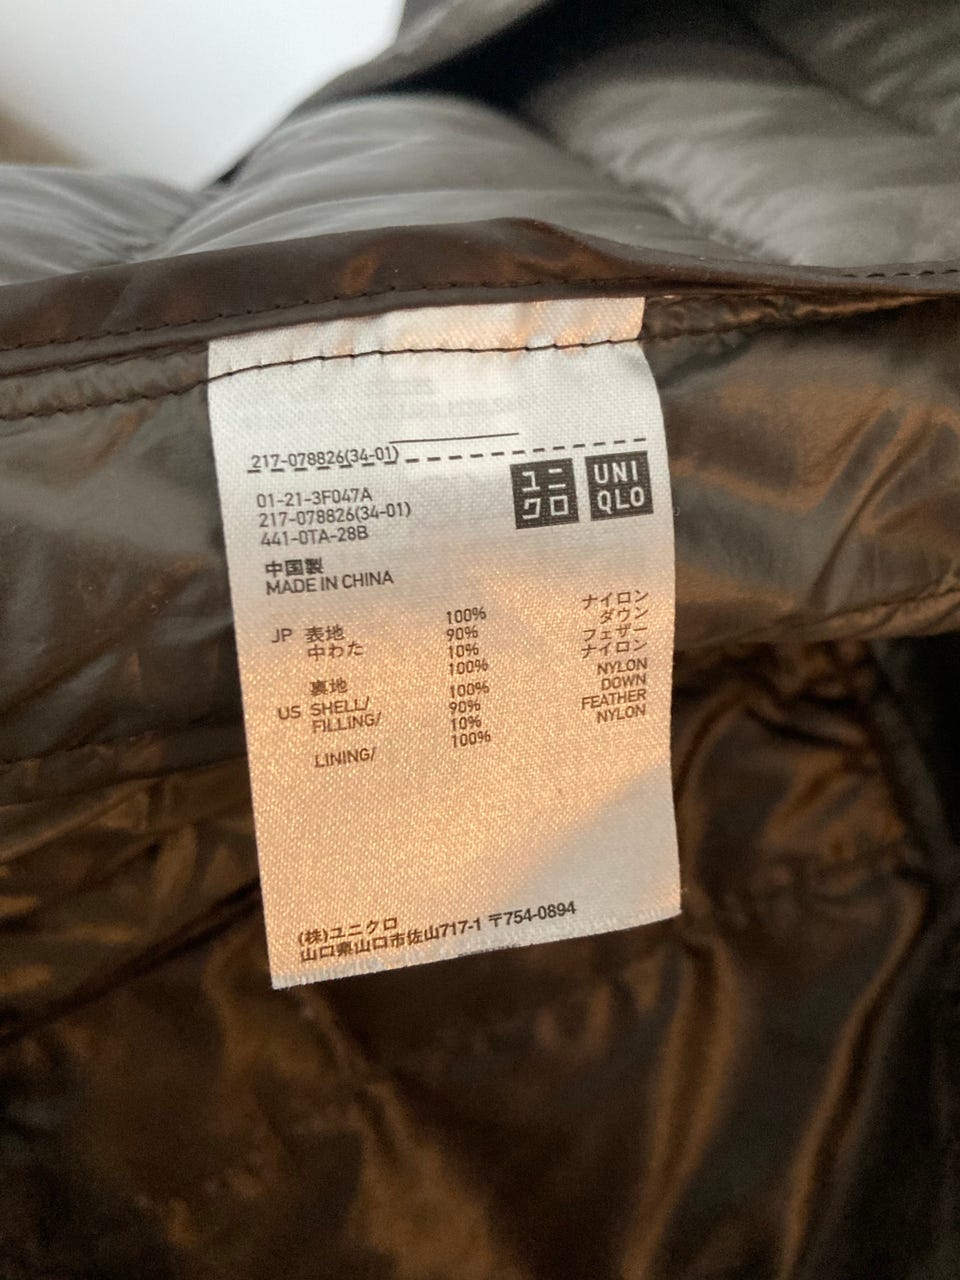 217-078826(34-01)
ユニクロ
UNIQLO
01-21-3F047A
217-078826(34-01)
441-0TA-28B
中国製
MADE IN CHINA
JP 表地 100% ナイロン
中わた 90% ダウン
10% フェザー
裏地 100% ナイロン
US SHELL/ 100% NYLON
FILLING/ 90% DOWN
10% FEATHER
LINING/ 100% NYLON
(株)ユニクロ
山口県山口市佐山717-1 〒754-0894